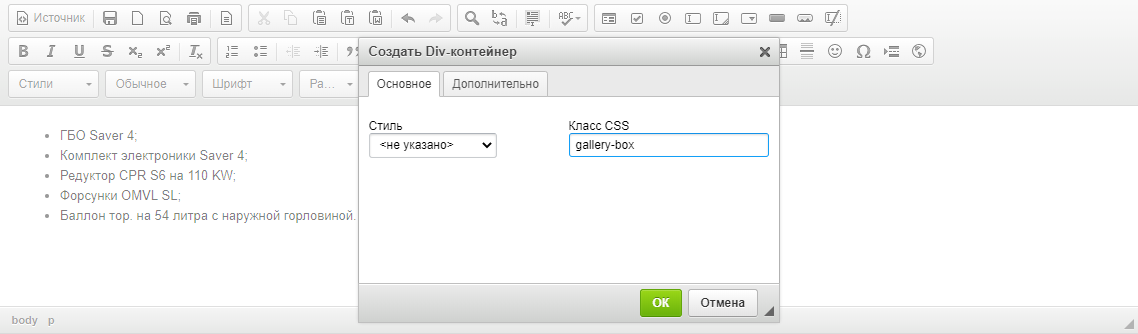 Источник
Создать Div-контейнер
Основное
Дополнительно
Стили
Обычное
Шрифт
Ра...
Стиль
<не указано>
Класс CSS
gallery-box
ГБО Saver 4;
Комплект электроники Saver 4;
Редуктор CPR S6 на 110 KW;
Форсунки OMVL SL;
Баллон тор. на 54 литра с наружной горловиной.
ОК
Отмена
body p